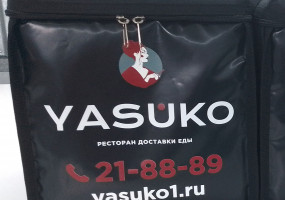 YASUKO
РЕСТОРАН ДОСТАВКИ ЕДЫ
21-88-89
yasuko1.ru